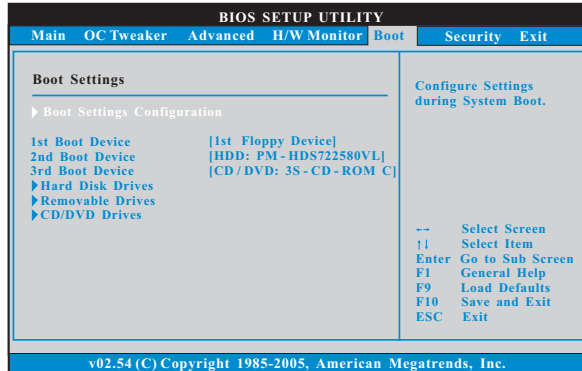 BIOS SETUP UTILITY
Main OC Tweaker Advanced H/W Monitor Boot Security Exit
Boot Settings
Boot Settings Configuration
1st Boot Device [1st Floppy Device]
2nd Boot Device [HDD: PM - HDS722580VL]
3rd Boot Device [CD / DVD: 3S - CD - ROM C]
Hard Disk Drives
Removable Drives
CD/DVD Drives
Configure Settings
during System Boot.
←→ Select Screen
↑↓ Select Item
Enter Go to Sub Screen
F1 General Help
F9 Load Defaults
F10 Save and Exit
ESC Exit
v02.54 (C) Copyright 1985-2005, American Megatrends, Inc.